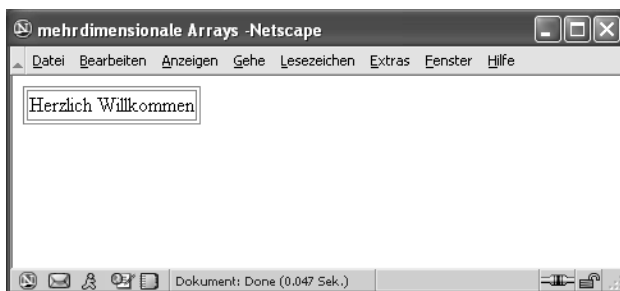 mehrdimensionale Arrays -Netscape
Datei Bearbeiten Anzeigen Gehe Lesezeichen Extras Fenster Hilfe
Herzlich Willkommen
Dokument: Done (0.047 Sek.)